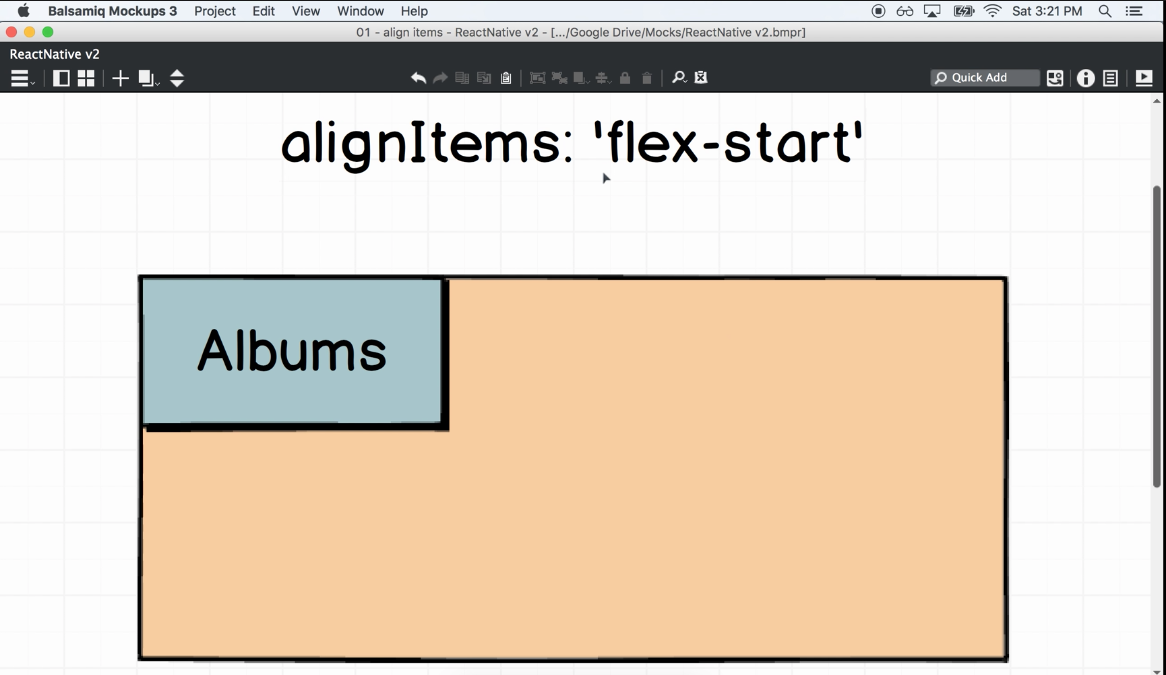 Balsamiq Mockups 3 Project Edit View Window Help Sat 3:21 PM
01 - align items - ReactNative v2 - [.../Google Drive/Mocks/ReactNative v2.bmpr]
ReactNative v2
Quick Add
alignItems: 'flex-start'
Albums